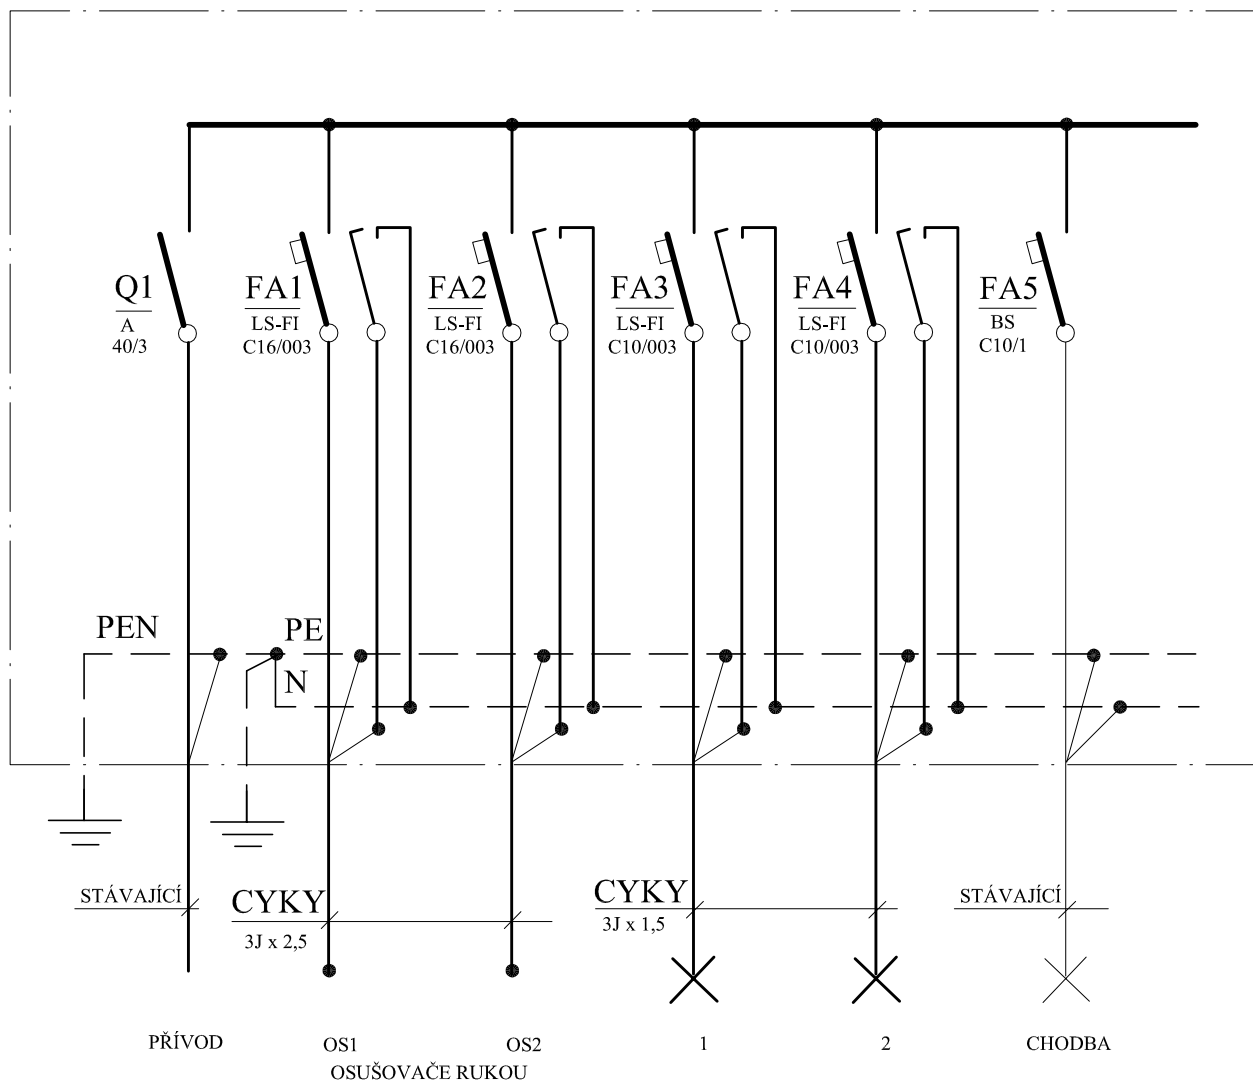 Q1
A
40/3
FA1
LS-FI
C16/003
FA2
LS-FI
C16/003
FA3
LS-FI
C10/003
FA4
LS-FI
C10/003
FA5
BS
C10/1
PEN
PE
N
STÁVAJÍCÍ
CYKY
3J x 2,5
CYKY
3J x 1,5
STÁVAJÍCÍ
PŘÍVOD
OS1
OS2
1
2
CHODBA
OSUŠOVAČE RUKOU